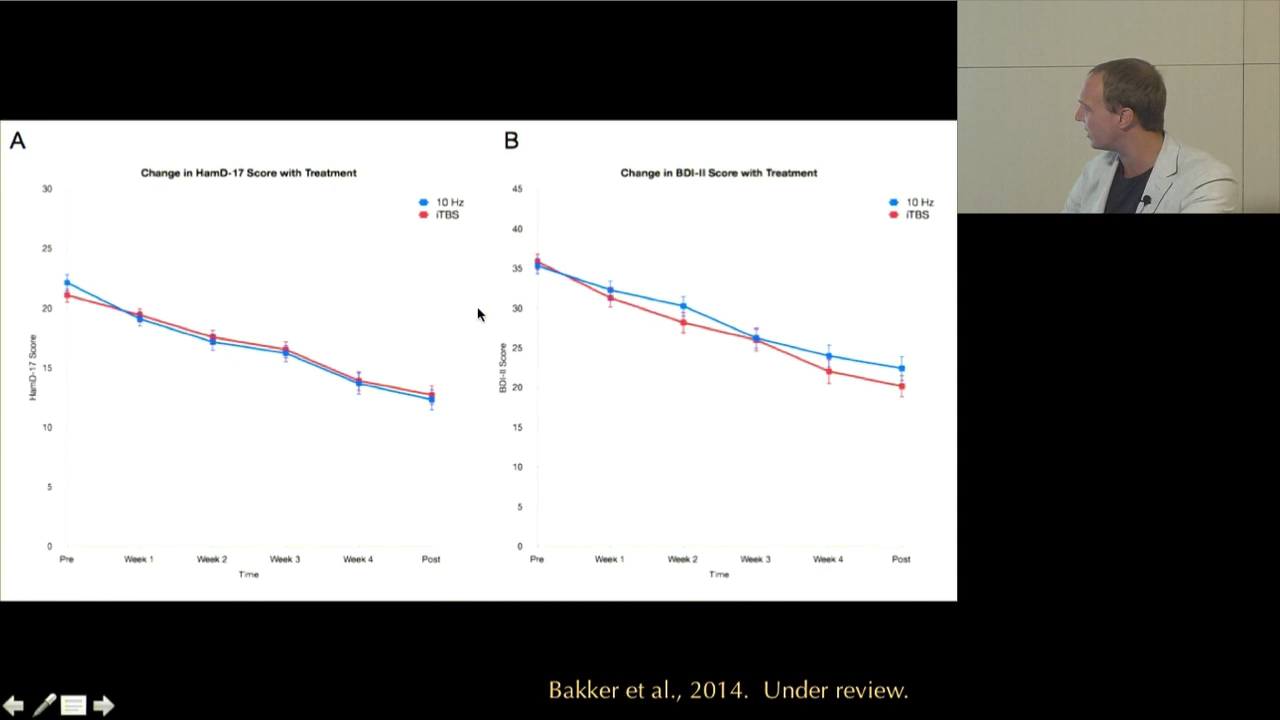 A
Change in HamD-17 Score with Treatment
10 Hz
iTBS
30
25
20
15
10
5
0
HamD-17 Score
Pre
Week 1
Week 2
Week 3
Week 4
Post
Time
B
Change in BDI-II Score with Treatment
10 Hz
iTBS
45
40
35
30
25
20
15
10
5
0
BDI-II Score
Pre
Week 1
Week 2
Week 3
Week 4
Post
Time
Bakker et al., 2014. Under review.